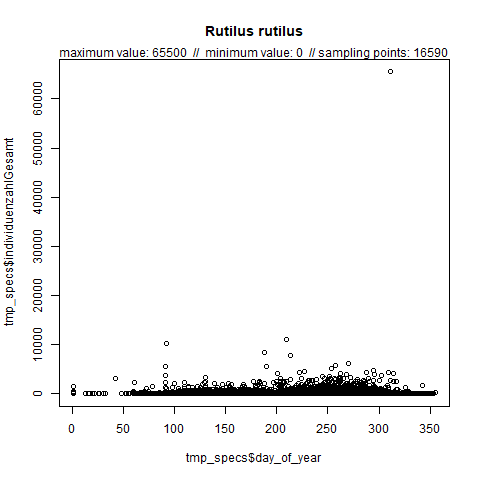 Rutilus rutilus
maximum value: 65500 // minimum value: 0 // sampling points: 16590
tmp_specs$individuenzahlGesamt
60000
50000
40000
30000
20000
10000
0
0 50 100 150 200 250 300 350
tmp_specs$day_of_year